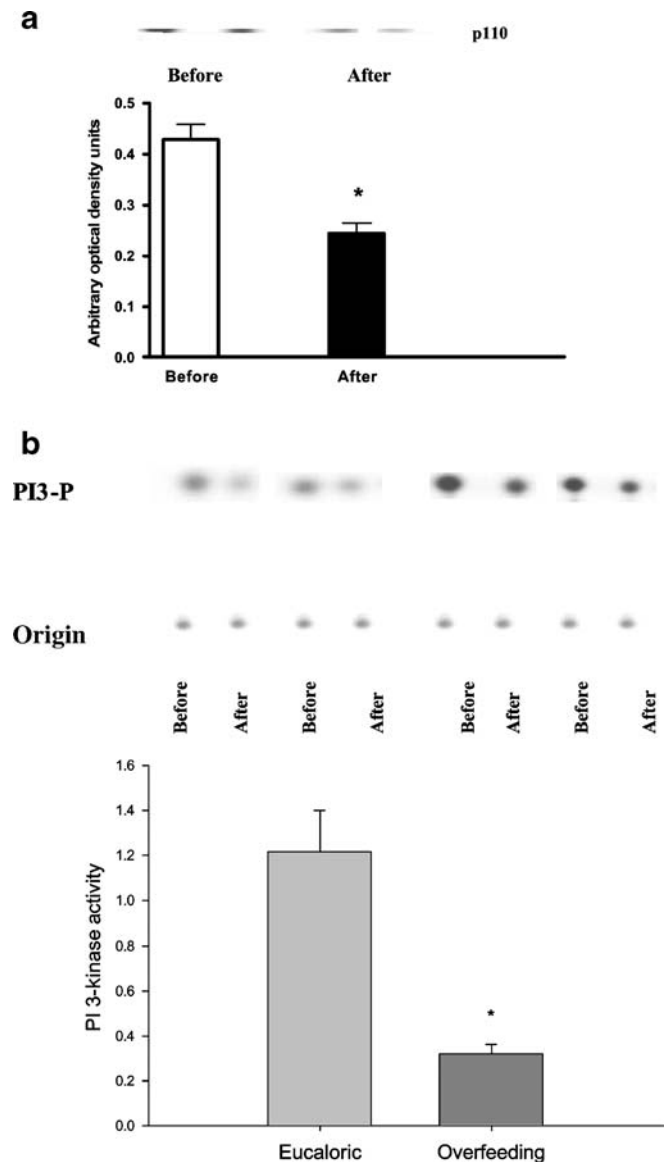 a
p110
Before After
Arbitrary optical density units
0.5
0.4
0.3
0.2
0.1
0.0
*
Before After
b
PI3-P
Origin
Before After Before After Before After Before After
PI 3-kinase activity
1.6
1.4
1.2
1.0
0.8
0.6
0.4
0.2
0.0
*
Eucaloric Overfeeding